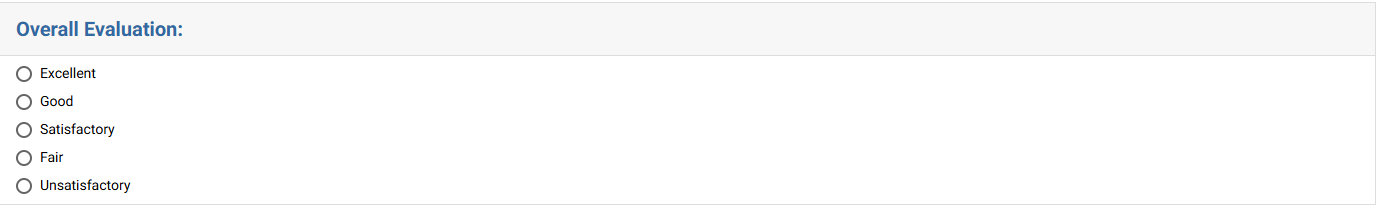 Overall Evaluation:
Excellent
Good
Satisfactory
Fair
Unsatisfactory